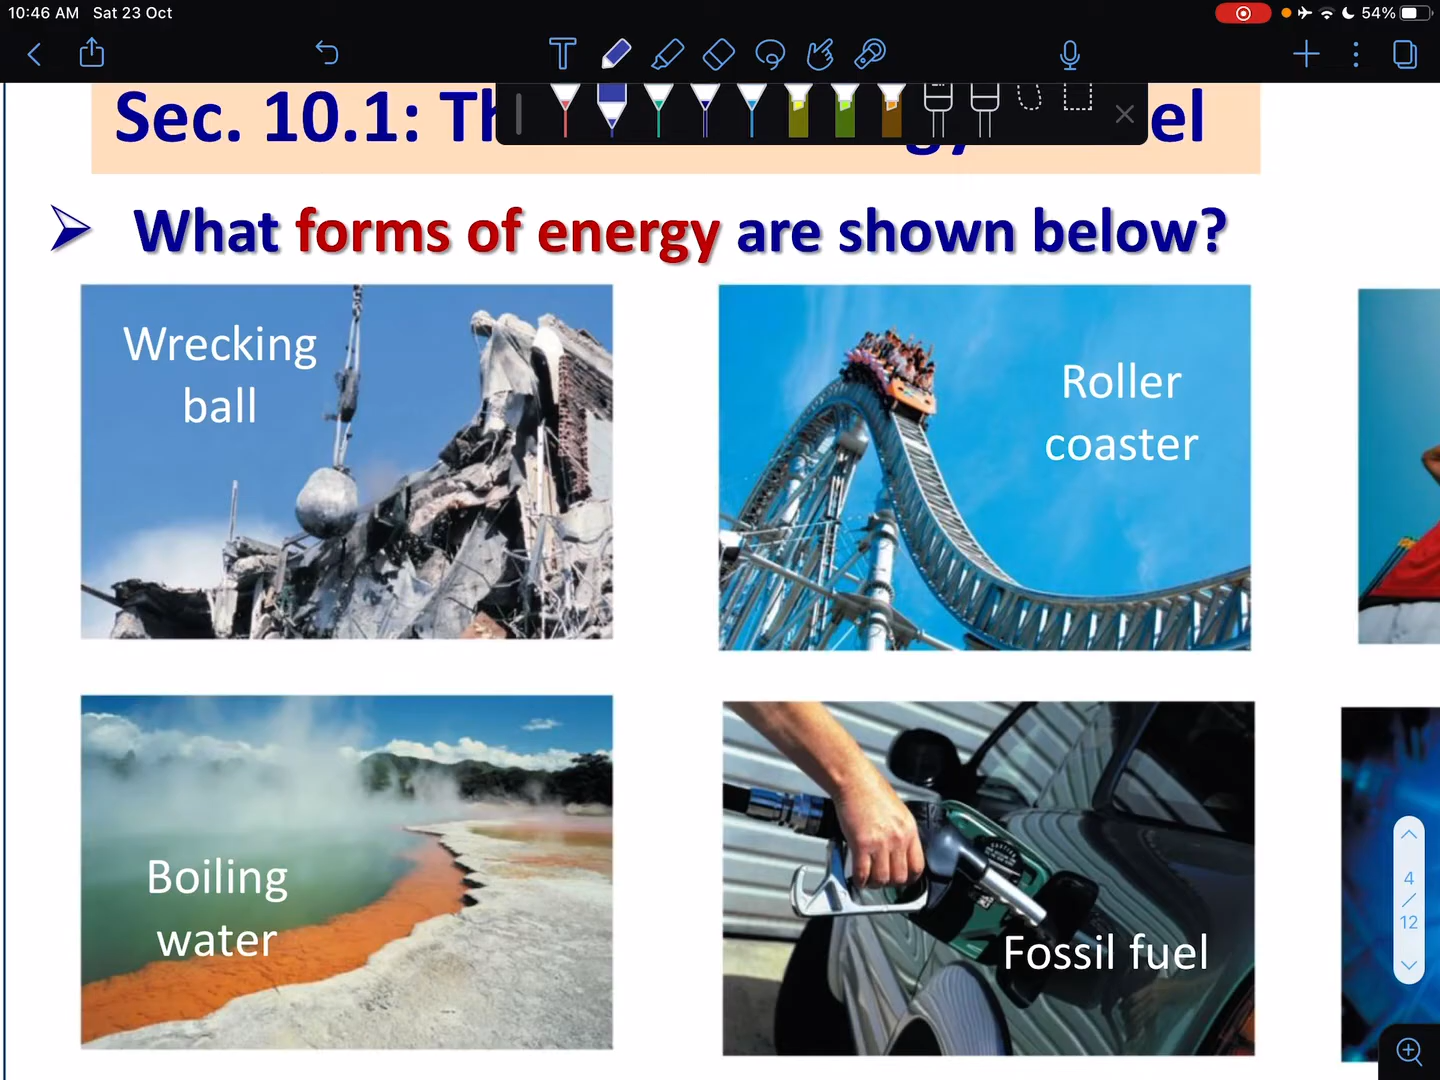 10:46 AM Sat 23 Oct
54%
Sec. 10.1: Th
el
➢ What forms of energy are shown below?
Wrecking
ball
Roller
coaster
Boiling
water
Fossil fuel
4
/
12